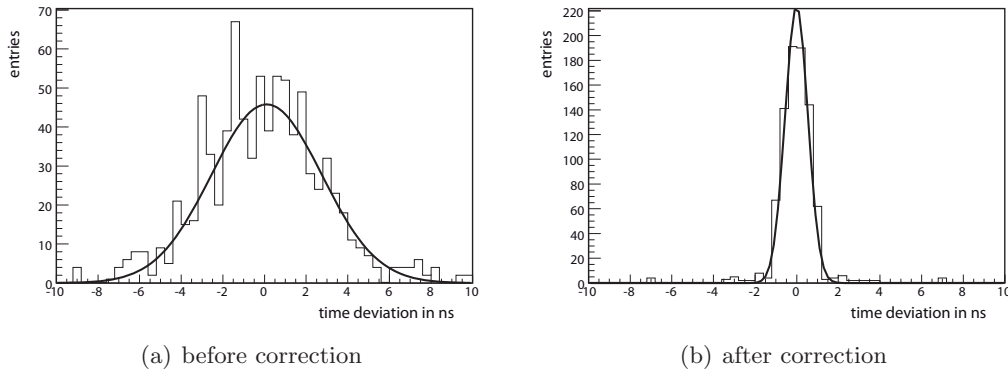 entries
70
60
50
40
30
20
10
0
-10 -8 -6 -4 -2 0 2 4 6 8 10
time deviation in ns
(a) before correction
entries
220
200
180
160
140
120
100
80
60
40
20
0
-10 -8 -6 -4 -2 0 2 4 6 8 10
time deviation in ns
(b) after correction